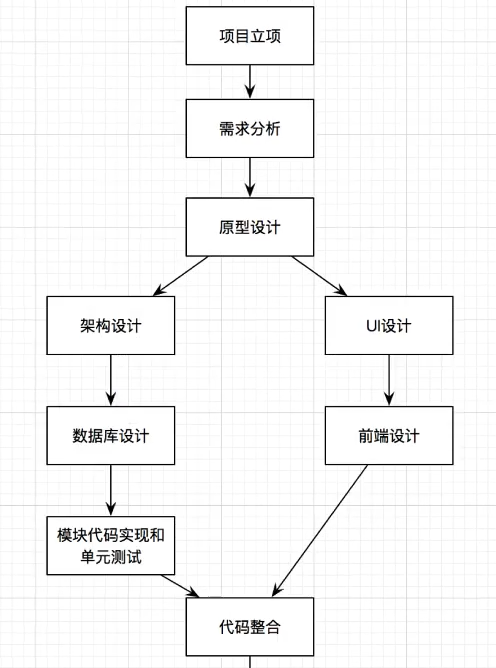 项目立项
需求分析
原型设计
架构设计
UI设计
数据库设计
前端设计
模块代码实现和
单元测试
代码整合